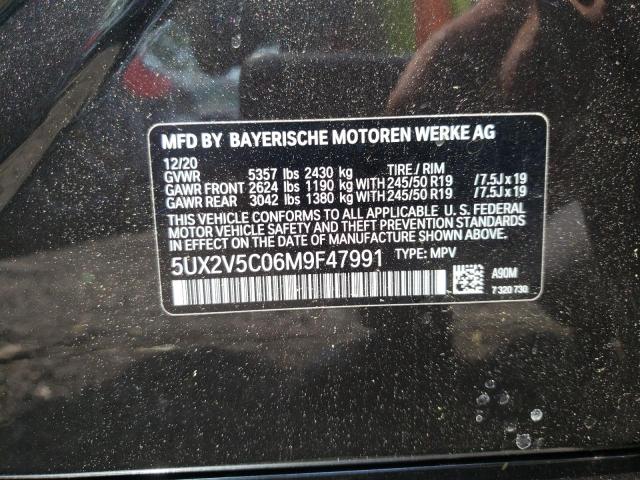 MFD BY BAYERISCHE MOTOREN WERKE AG
12/20
GVWR 5357 lbs 2430 kg TIRE / RIM
GAWR FRONT 2624 lbs 1190 kg WITH 245/50 R19 /7.5J x 19
GAWR REAR 3042 lbs 1380 kg WITH 245/50 R19 /7.5J x 19
THIS VEHICLE CONFORMS TO ALL APPLICABLE U. S. FEDERAL
MOTOR VEHICLE SAFETY AND THEFT PREVENTION STANDARDS
IN EFFECT ON THE DATE OF MANUFACTURE SHOWN ABOVE.
5UX2V5C06M9F47991 TYPE: MPV
A90M
7 320 730